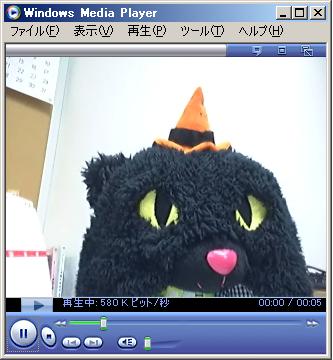 Windows Media Player
ファイル(F) 表示(V) 再生(P) ツール(T) ヘルプ(H)
再生中: 580 K ビット/秒 00:00 / 00:05